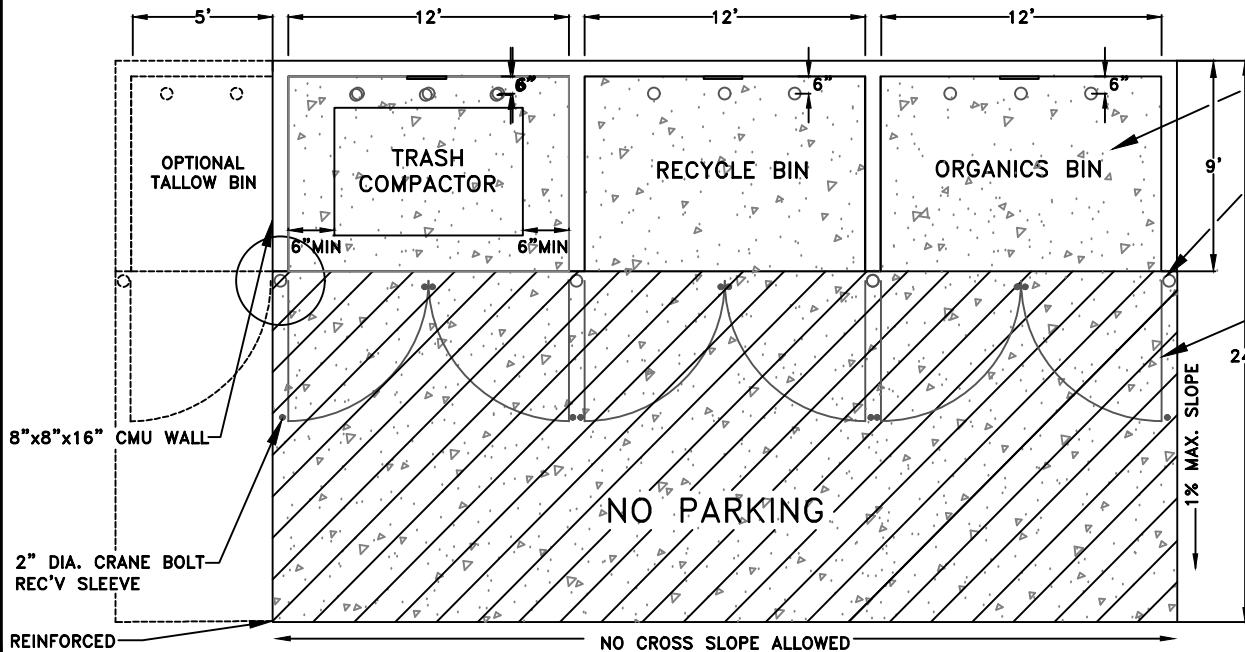 5'
12'
12'
12'
6"
6"
6"
OPTIONAL
TALLOW BIN
TRASH
COMPACTOR
RECYCLE BIN
ORGANICS BIN
9'
6"MIN
6"MIN
24
8"x8"x16" CMU WALL
1% MAX. SLOPE
NO PARKING
2" DIA. CRANE BOLT
REC'V SLEEVE
REINFORCED
NO CROSS SLOPE ALLOWED